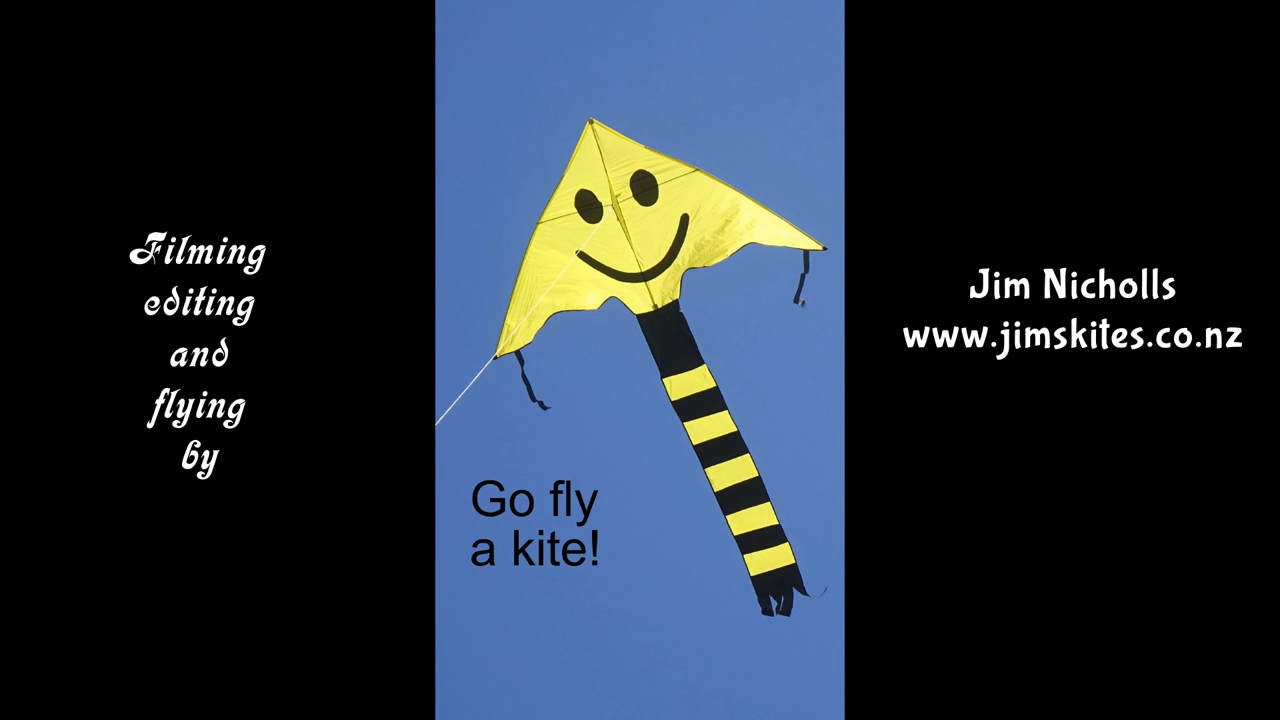 Filming
editing
and
flying
by
Go fly
a kite!
Jim Nicholls
www.jimskites.co.nz